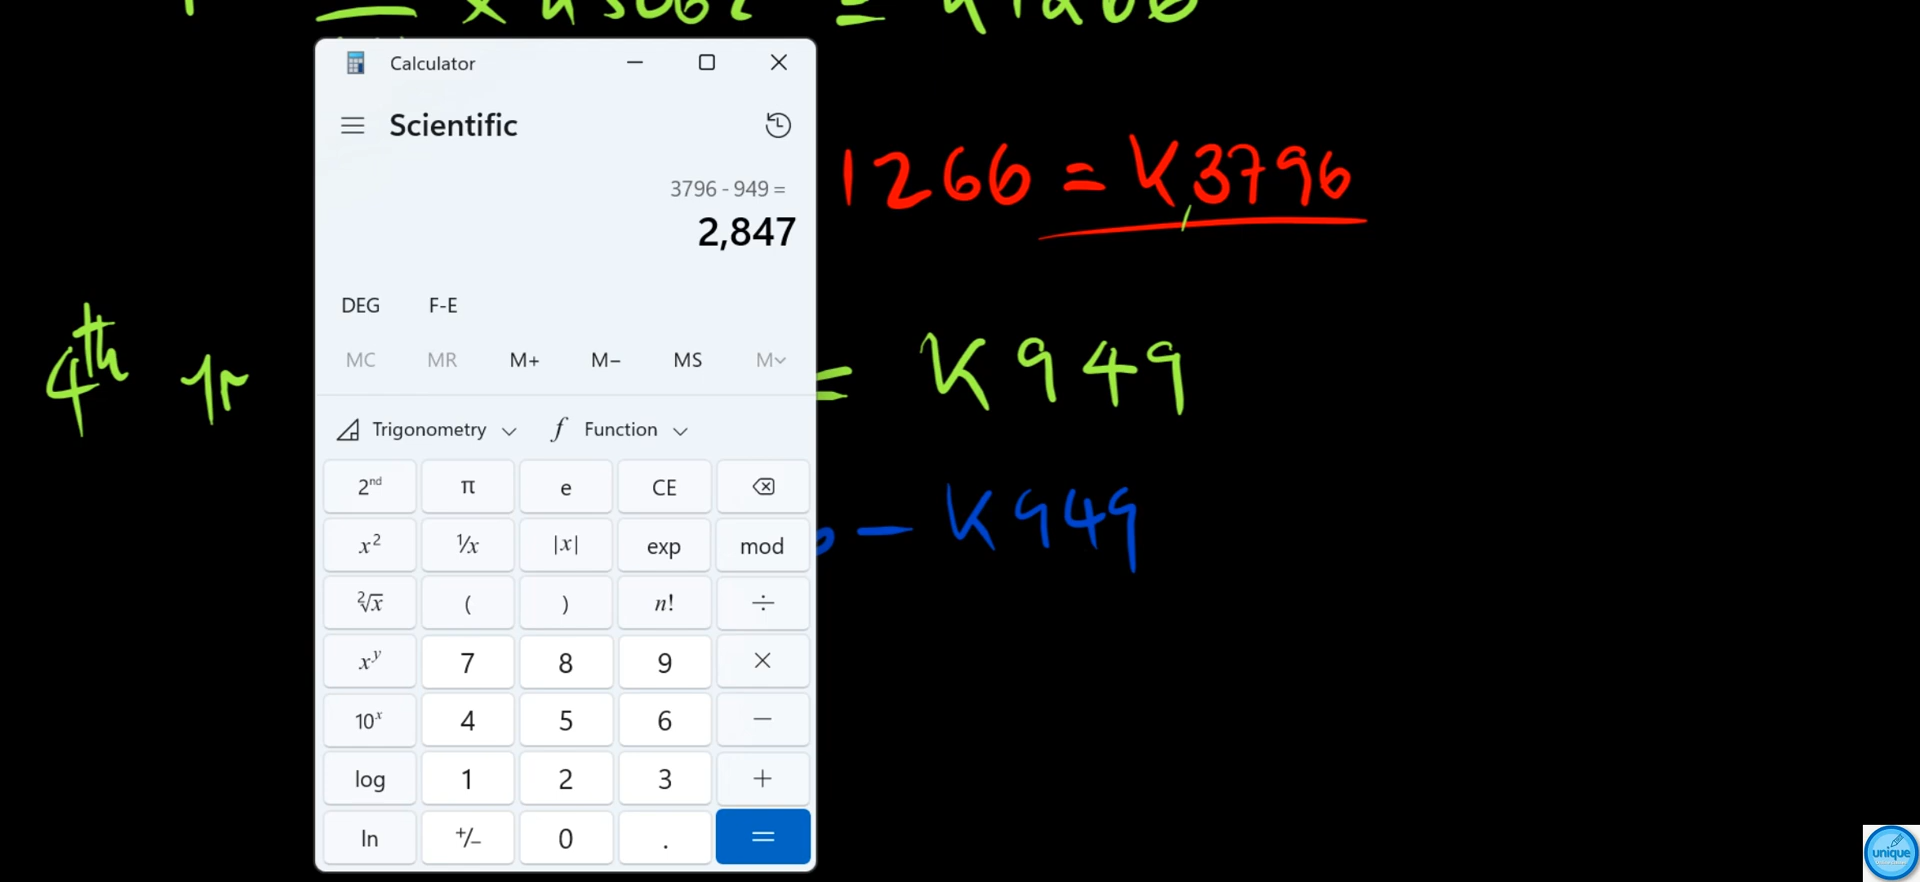 Calculator
Scientific
3796 - 949 =
2,847
1266 = K3796
DEG F-E
MC MR M+ M− MS M
4th yr = K949
Trigonometry f Function
2nd π e CE
x2 1/x |x| exp mod
− K949
2√x ( ) n! ÷
xy 7 8 9 ×
10x 4 5 6 −
log 1 2 3 +
ln +/− 0 . =
unique